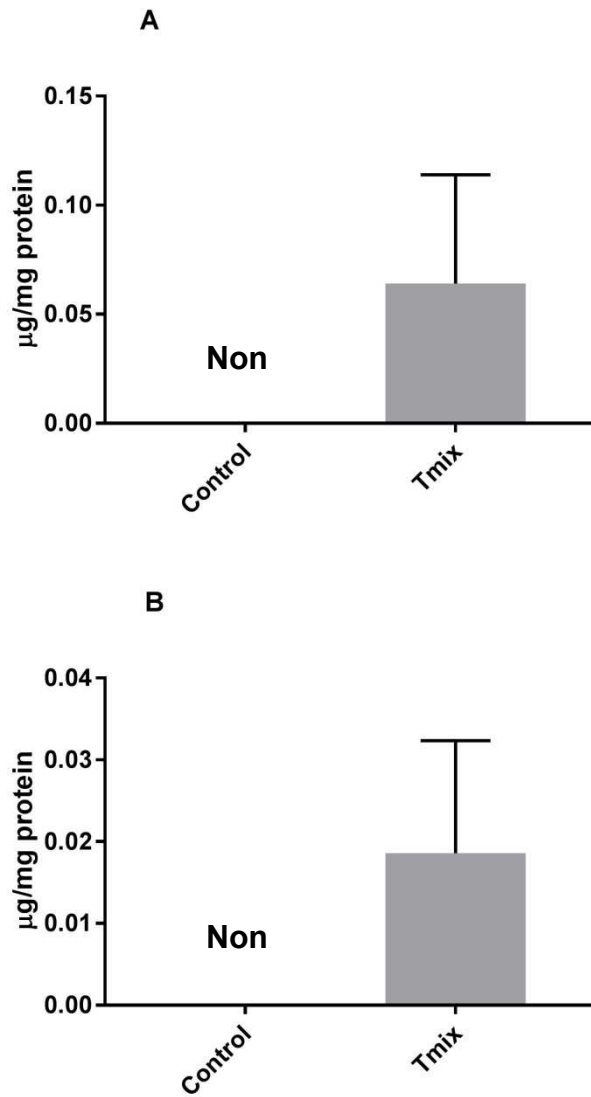 A
0.15
0.10
0.05
0.00
μg/mg protein
Non
Control
Tmix
B
0.04
0.03
0.02
0.01
0.00
μg/mg protein
Non
Control
Tmix